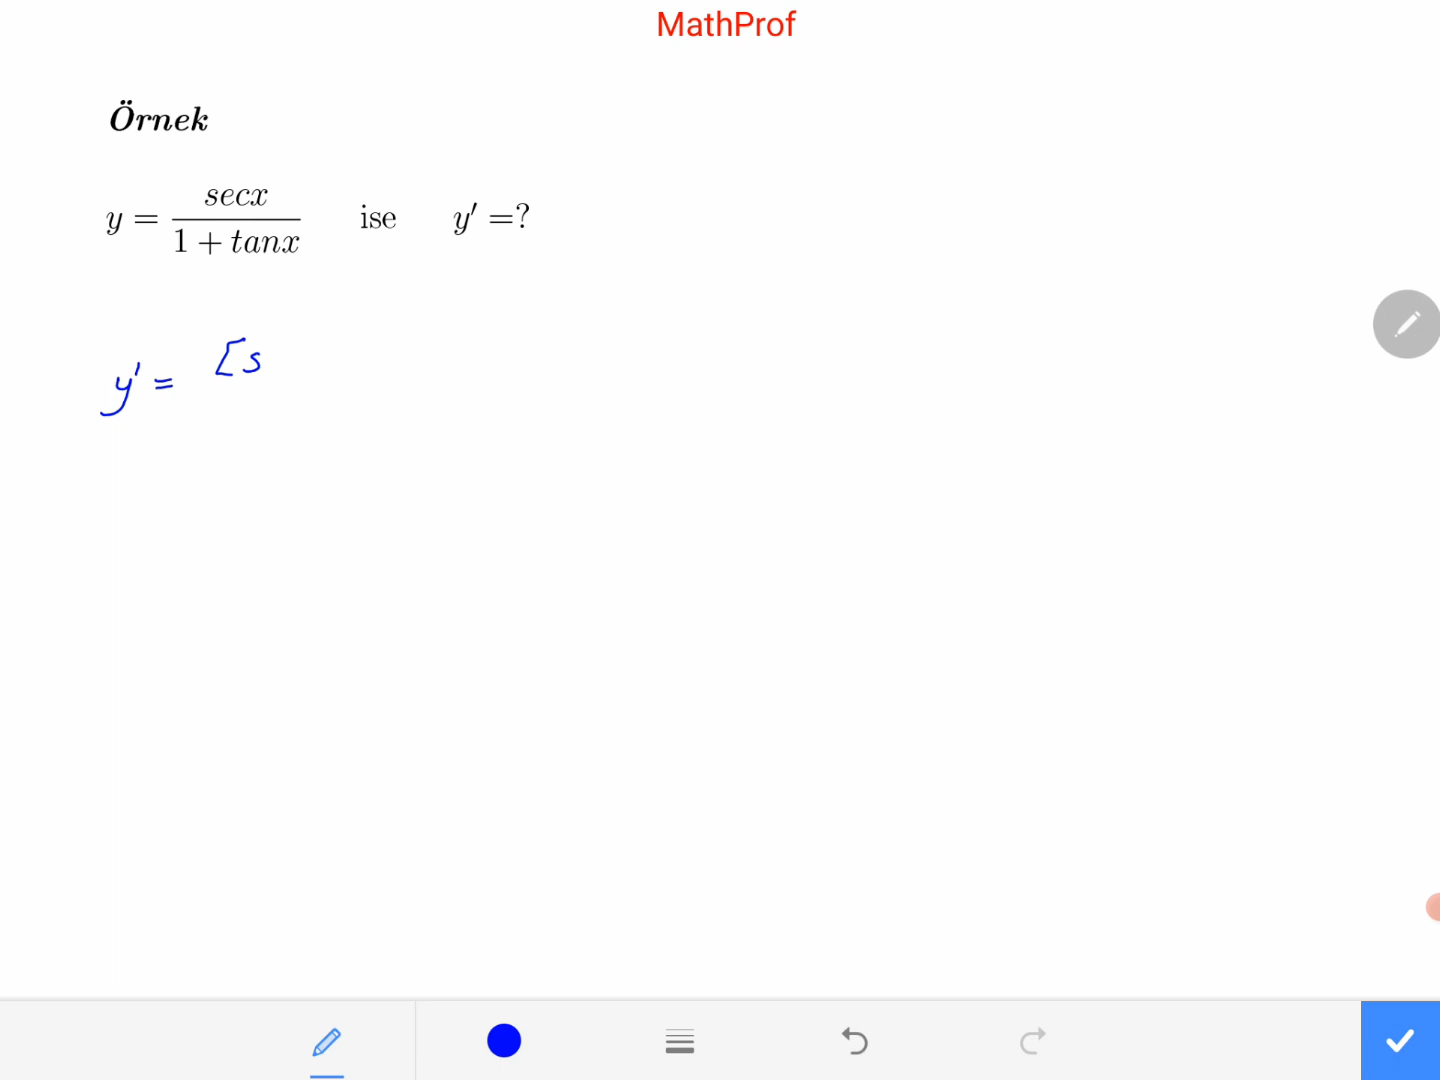 MathProf
Örnek
y = secx / 1 + tanx ise y' =?
y' = [s